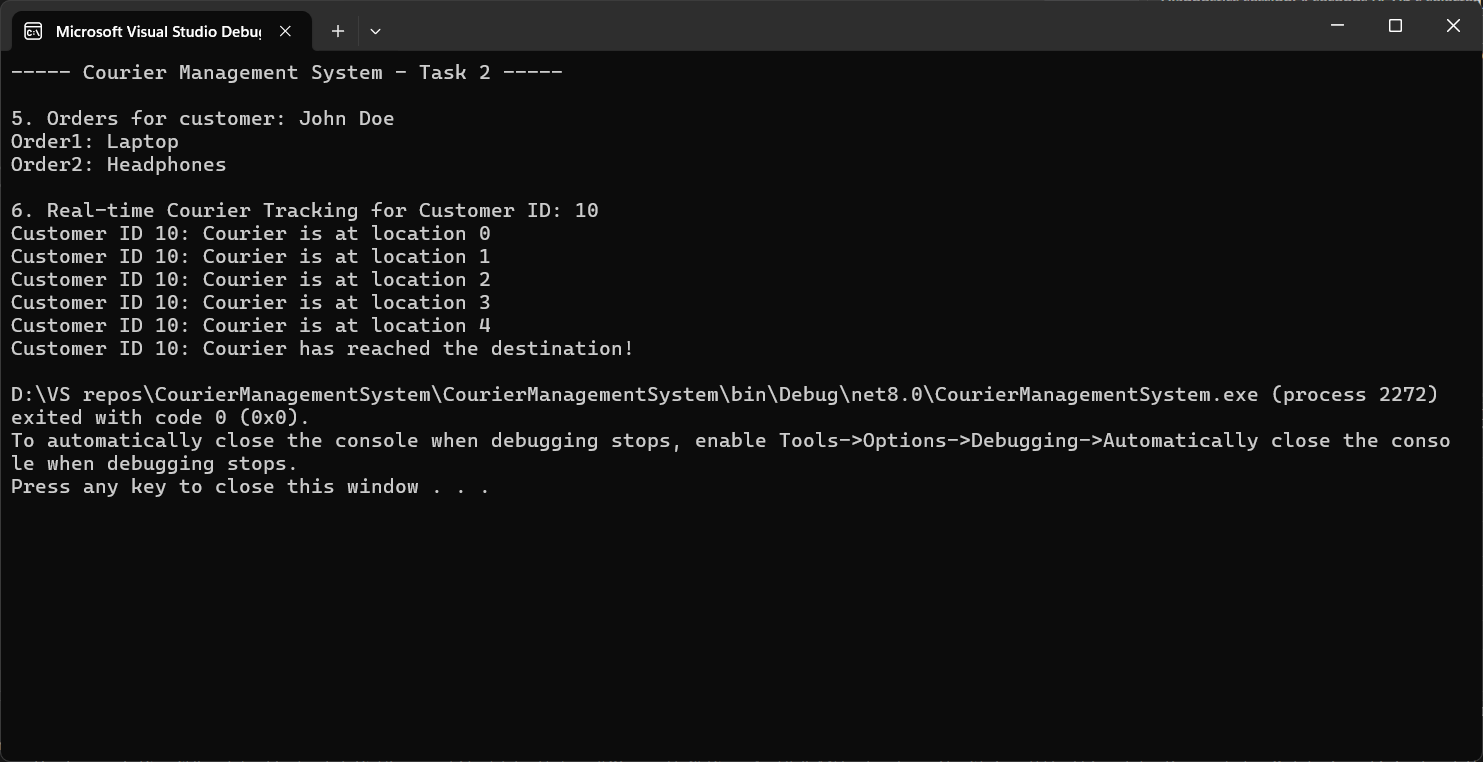 Microsoft Visual Studio Debu
----- Courier Management System - Task 2 -----
5. Orders for customer: John Doe
Order1: Laptop
Order2: Headphones
6. Real-time Courier Tracking for Customer ID: 10
Customer ID 10: Courier is at location 0
Customer ID 10: Courier is at location 1
Customer ID 10: Courier is at location 2
Customer ID 10: Courier is at location 3
Customer ID 10: Courier is at location 4
Customer ID 10: Courier has reached the destination!
D:\VS repos\CourierManagementSystem\CourierManagementSystem\bin\Debug\net8.0\CourierManagementSystem.exe (process 2272)
exited with code 0 (0x0).
To automatically close the console when debugging stops, enable Tools->Options->Debugging->Automatically close the conso
le when debugging stops.
Press any key to close this window . . .